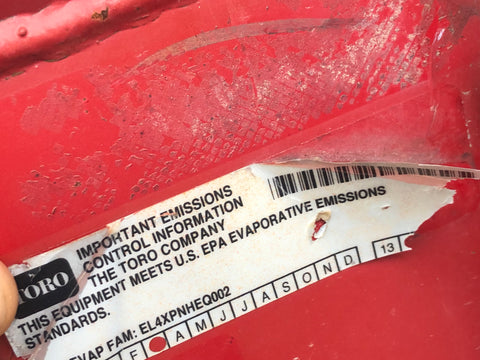 TORO
IMPORTANT EMISSIONS
CONTROL INFORMATION
THE TORO COMPANY
THIS EQUIPMENT MEETS U.S. EPA EVAPORATIVE EMISSIONS
STANDARDS.
EVAP FAM: EL4XPNHEQ002
F A M J J A S O N D 13